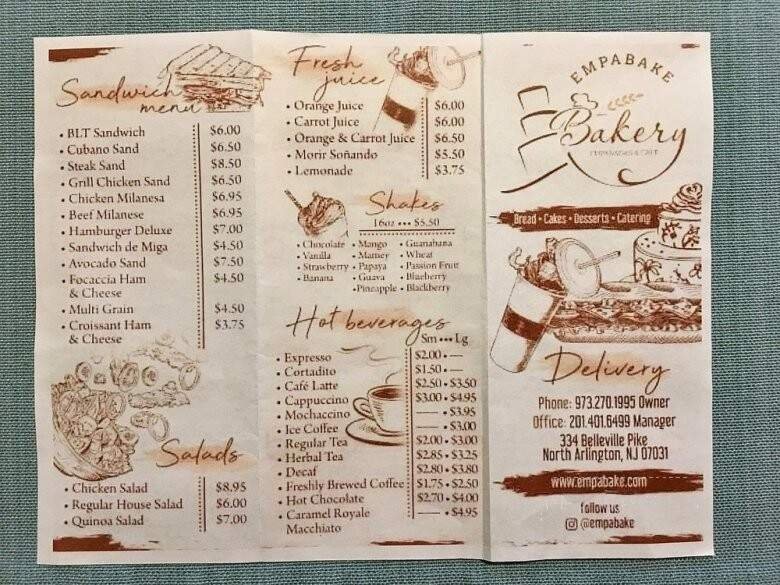 Sandwich
menu
• BLT Sandwich $6.00
• Cubano Sand $6.50
• Steak Sand $8.50
• Grill Chicken Sand $6.50
• Chicken Milanesa $6.95
• Beef Milanese $6.95
• Hamburger Deluxe $7.00
• Sandwich de Miga $4.50
• Avocado Sand $7.50
• Focaccia Ham $4.50
& Cheese
• Multi Grain $4.50
• Croissant Ham $3.75
& Cheese
Salads
• Chicken Salad $8.95
• Regular House Salad $6.00
• Quinoa Salad $7.00
Fresh
juice
• Orange Juice $6.00
• Carrot Juice $6.00
• Orange & Carrot Juice $6.50
• Morir Soñando $5.50
• Lemonade $3.75
Shakes
16oz ••• $5.50
• Chocolate • Mango • Guanabana
• Vanilla • Mamey • Wheat
• Strawberry • Papaya • Passion Fruit
• Banana • Guava • Blueberry
• Pineapple • Blackberry
Hot beverages
Sm ••• Lg
• Expresso $2.00 • —
• Cortadito $1.50 • —
• Café Latte $2.50 • $3.50
• Cappuccino $3.00 • $4.95
• Mochaccino — • $3.95
• Ice Coffee — • $3.00
• Regular Tea $2.00 • $3.00
• Herbal Tea $2.85 • $3.25
• Decaf $2.80 • $3.80
• Freshly Brewed Coffee $1.75 • $2.50
• Hot Chocolate $2.70 • $4.00
• Caramel Royale — • $4.95
Macchiato
EMPABAKE
Bakery
EMPANADAS & CAFE
Bread • Cakes • Desserts • Catering
Delivery
Phone: 973.270.1995 Owner
Office: 201.401.6499 Manager
334 Belleville Pike
North Arlington, NJ 07031
www.empabake.com
follow us
@empabake